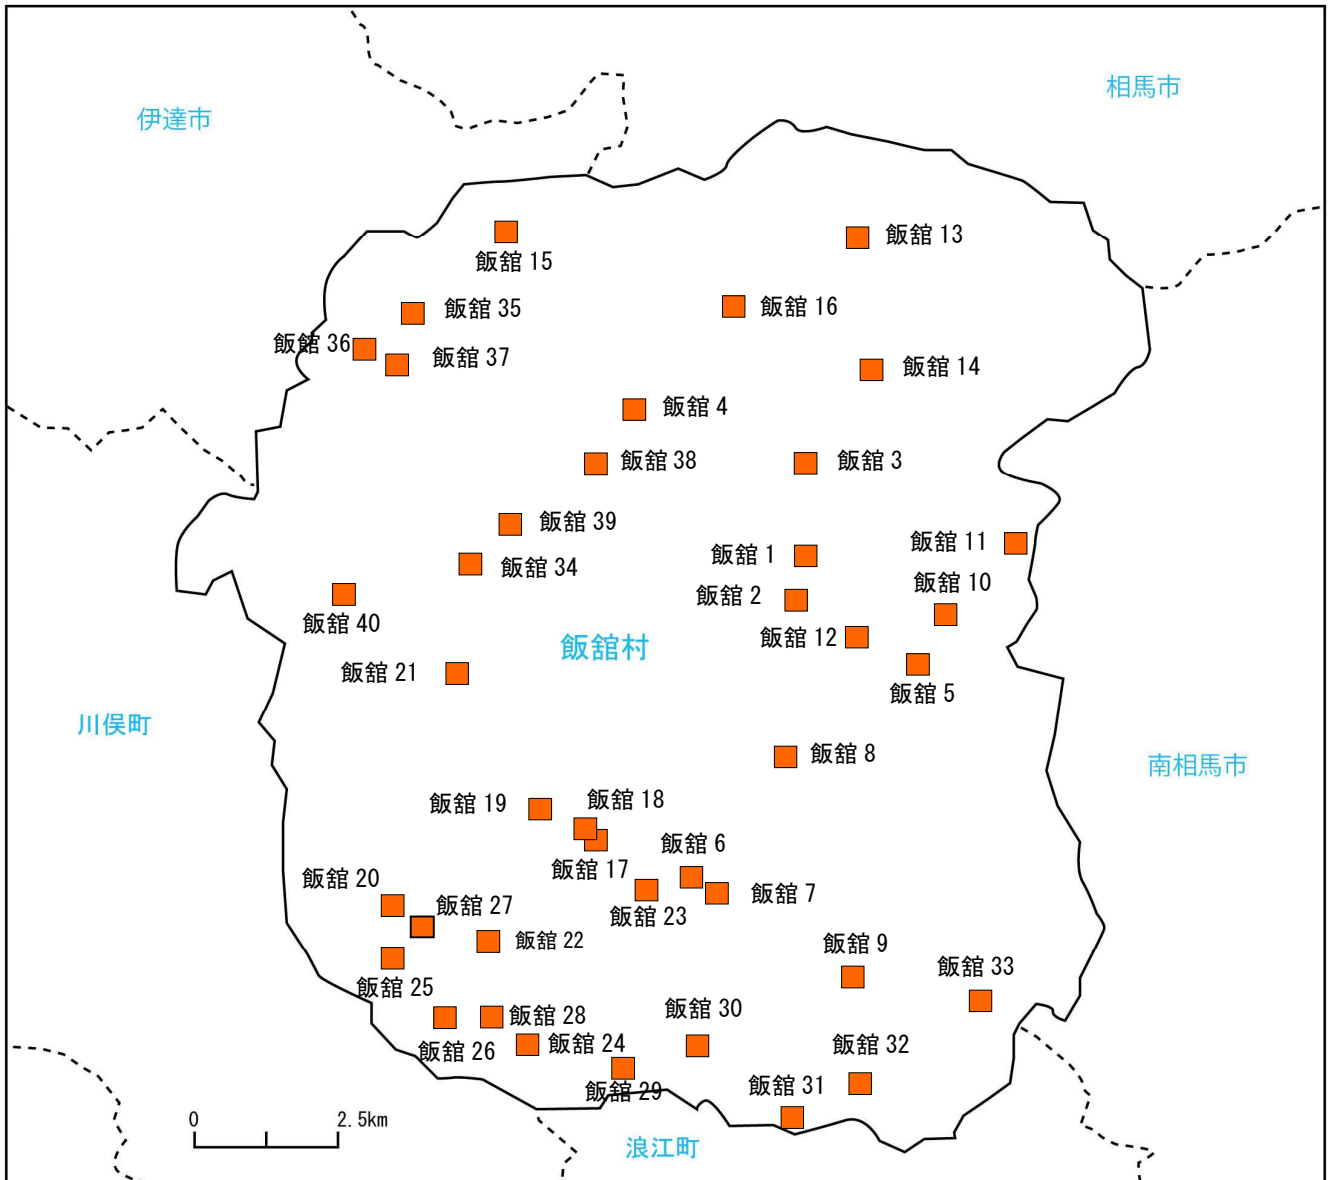 相馬市
伊達市
飯舘 13
飯舘 15
飯舘 16
飯舘 35
飯舘 36
飯舘 37
飯舘 14
飯舘 4
飯舘 38
飯舘 3
飯舘 39
飯舘 11
飯舘 1
飯舘 34
飯舘 10
飯舘 2
飯舘 40
飯舘 12
飯舘村
飯舘 21
飯舘 5
川俣町
飯舘 8
南相馬市
飯舘 19
飯舘 18
飯舘 6
飯舘 17
飯舘 20
飯舘 7
飯舘 27
飯舘 23
飯舘 22
飯舘 9
飯舘 33
飯舘 25
飯舘 30
飯舘 28
飯舘 24
飯舘 32
飯舘 26
飯舘 31
飯舘 29
0 2.5km
浪江町